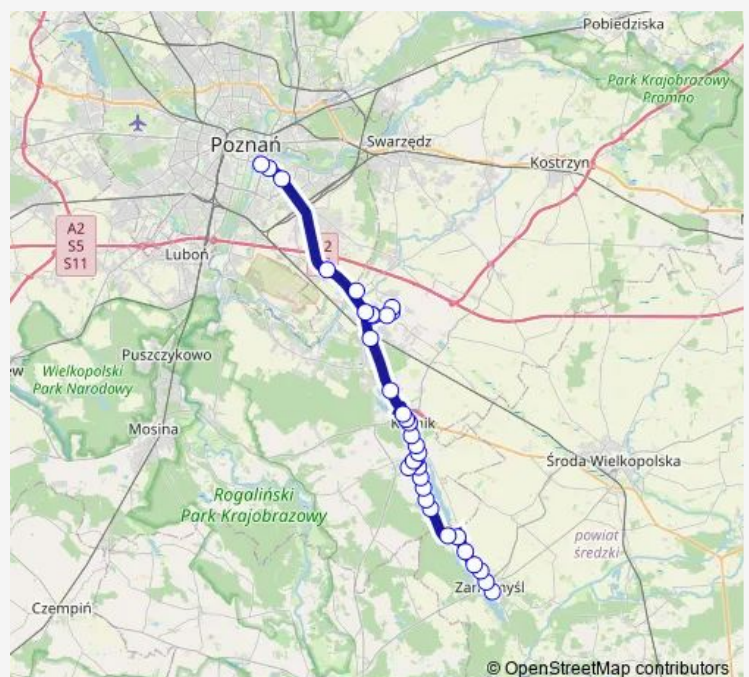 Pobiedziska
Park Krajobrazowy
Promno
Poznań
Swarzędz
Kostrzyn
A2
S5
S11
2
Luboń
Puszczykowo
Wielkopolski
Park Narodowy
Mosina
Środa Wielkopolska
Rogaliński
Park Krajobrazowy
powiat
średzki
Czempiń
© OpenStreetMap contributors